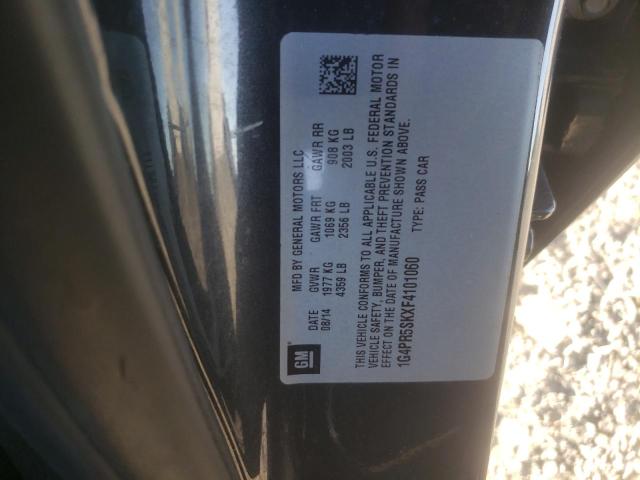 GM
MFD BY GENERAL MOTORS LLC
DATE GVWR GAWR FRT GAWR RR
08/14 1977 KG 1069 KG 908 KG
4359 LB 2356 LB 2003 LB
THIS VEHICLE CONFORMS TO ALL APPLICABLE U.S. FEDERAL MOTOR
VEHICLE SAFETY, BUMPER, AND THEFT PREVENTION STANDARDS IN
EFFECT ON THE DATE OF MANUFACTURE SHOWN ABOVE.
1G4PR5SKXF4101060 TYPE: PASS CAR